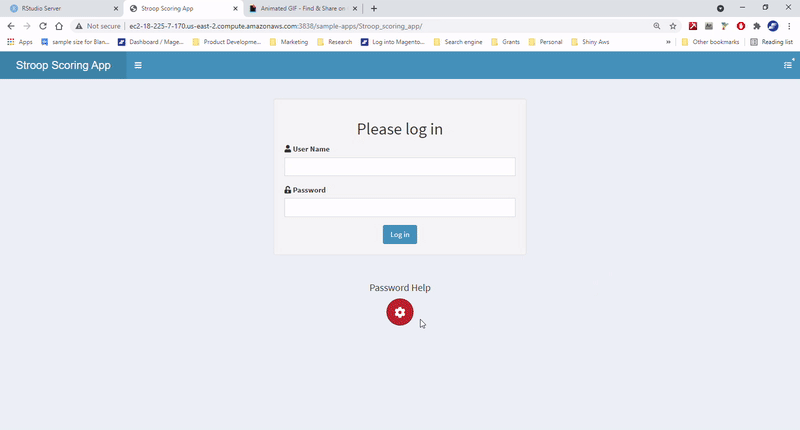 RStudio Server
Stroop Scoring App
Animated GIF - Find & Share on
Not secure | ec2-18-225-7-170.us-east-2.compute.amazonaws.com:3838/sample-apps/Stroop_scoring_app/
Apps sample size for Blan... Dashboard / Mage... Product Developme... Marketing Research Log into Magento... Search engine Grants Personal Shiny Aws » Other bookmarks Reading list
Stroop Scoring App
Please log in
User Name
Password
Log in
Password Help